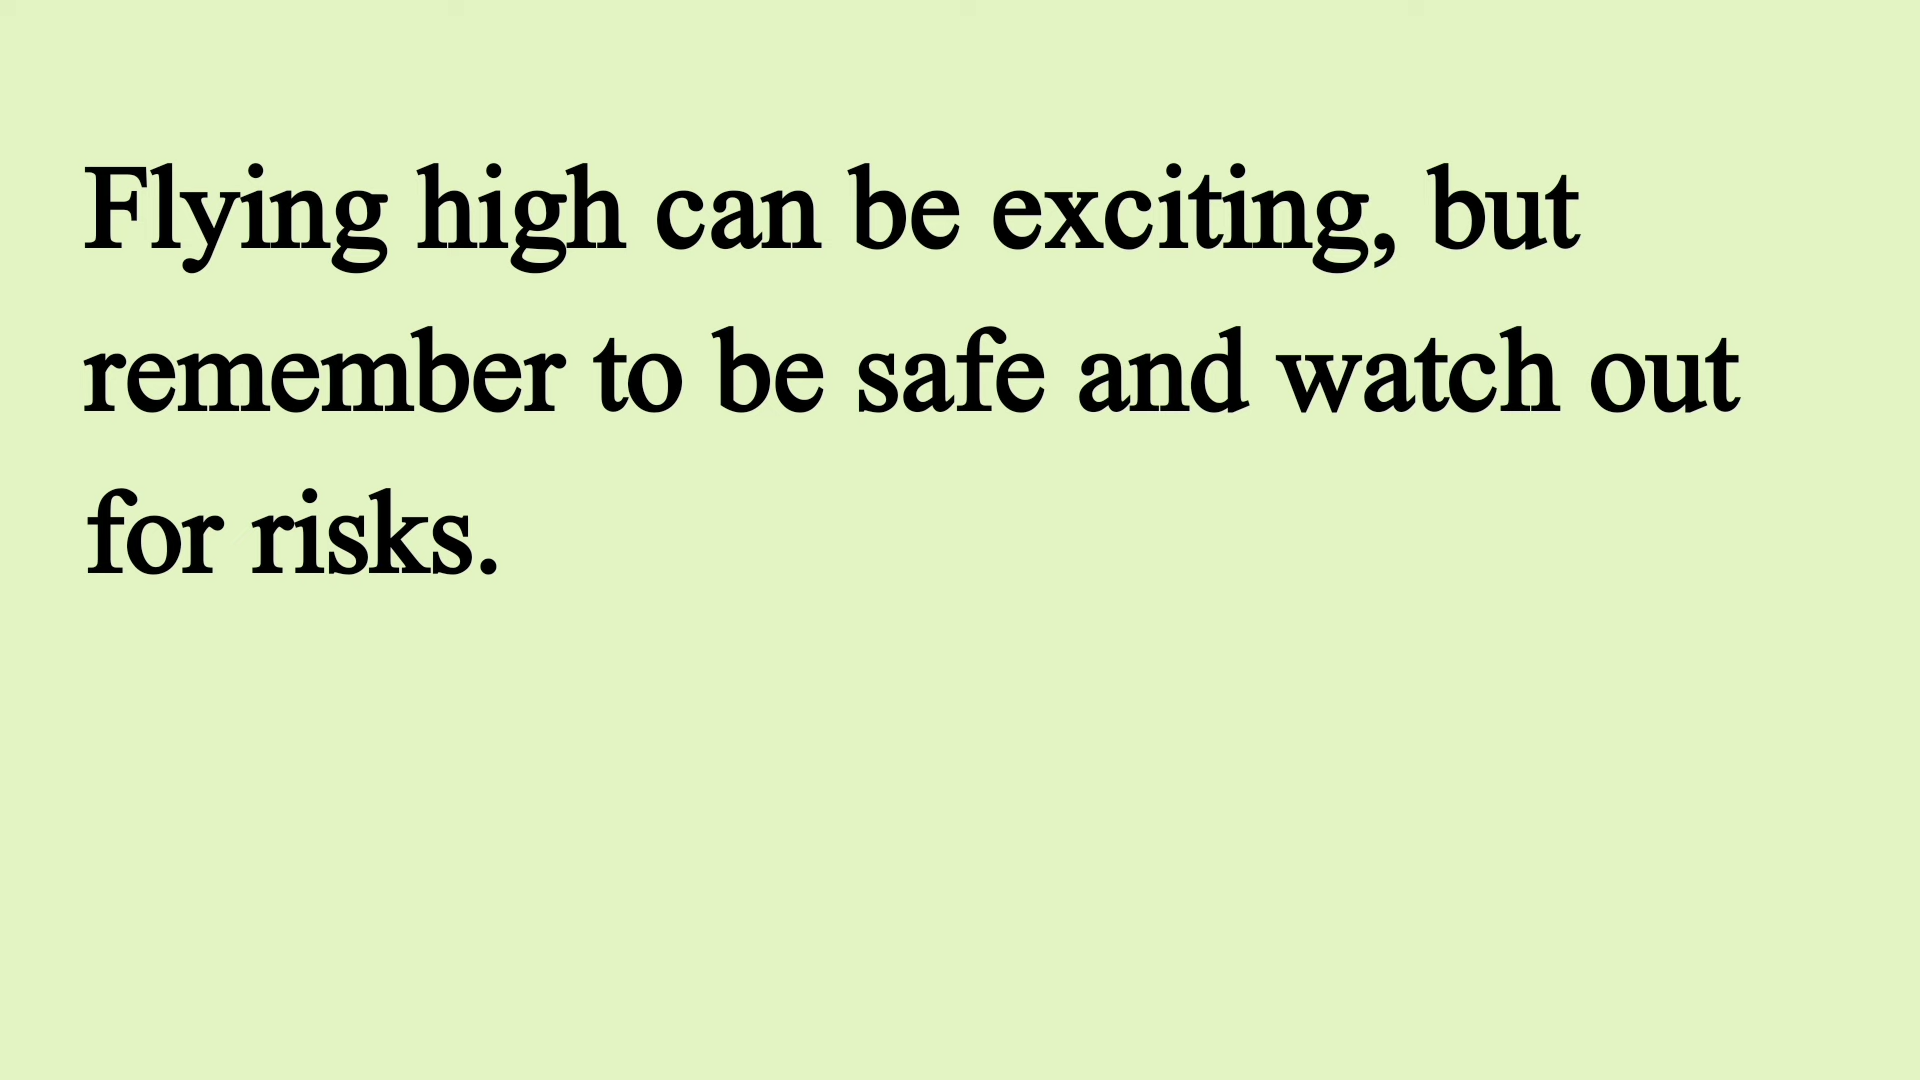 Flying high can be exciting, but
remember to be safe and watch out
for risks.